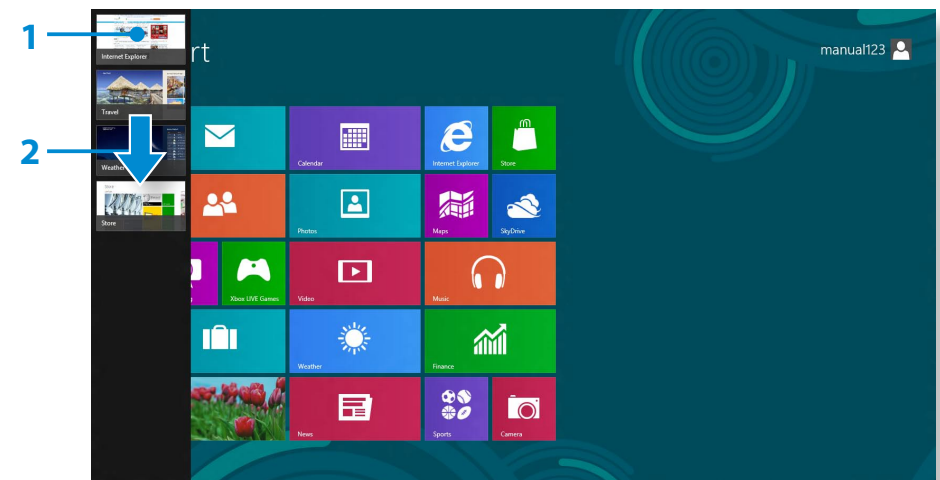 1
2
Internet Explorer
Travel
Weather
Store
Store
rt
manual123
Calendar
Internet Explorer
Store
Photos
Maps
SkyDrive
g
Xbox LIVE Games
Video
Music
Weather
Finance
News
Sports
Camera